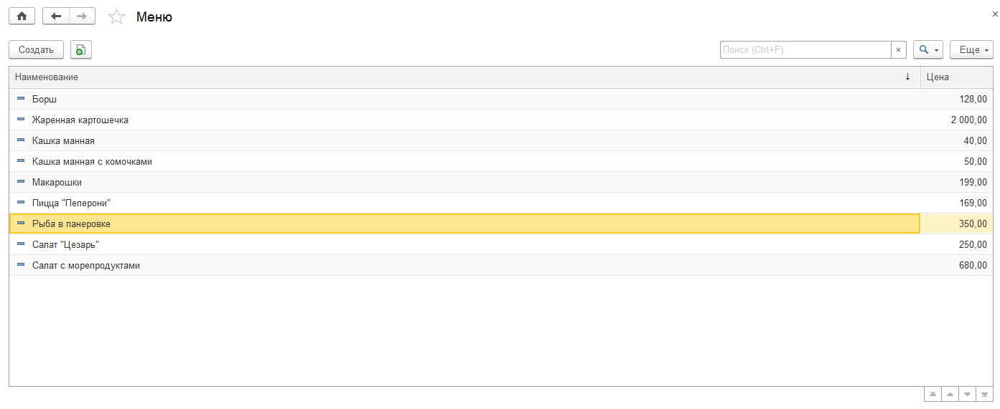 Меню
Создать
Поиск (Ctrl+F)
Еще
Наименование Цена
Борш 128,00
Жаренная картошечка 2 000,00
Кашка манная 40,00
Кашка манная с комочками 50,00
Макарошки 199,00
Пицца "Пеперони" 169,00
Рыба в панеровке 350,00
Салат "Цезарь" 250,00
Салат с морепродуктами 680,00